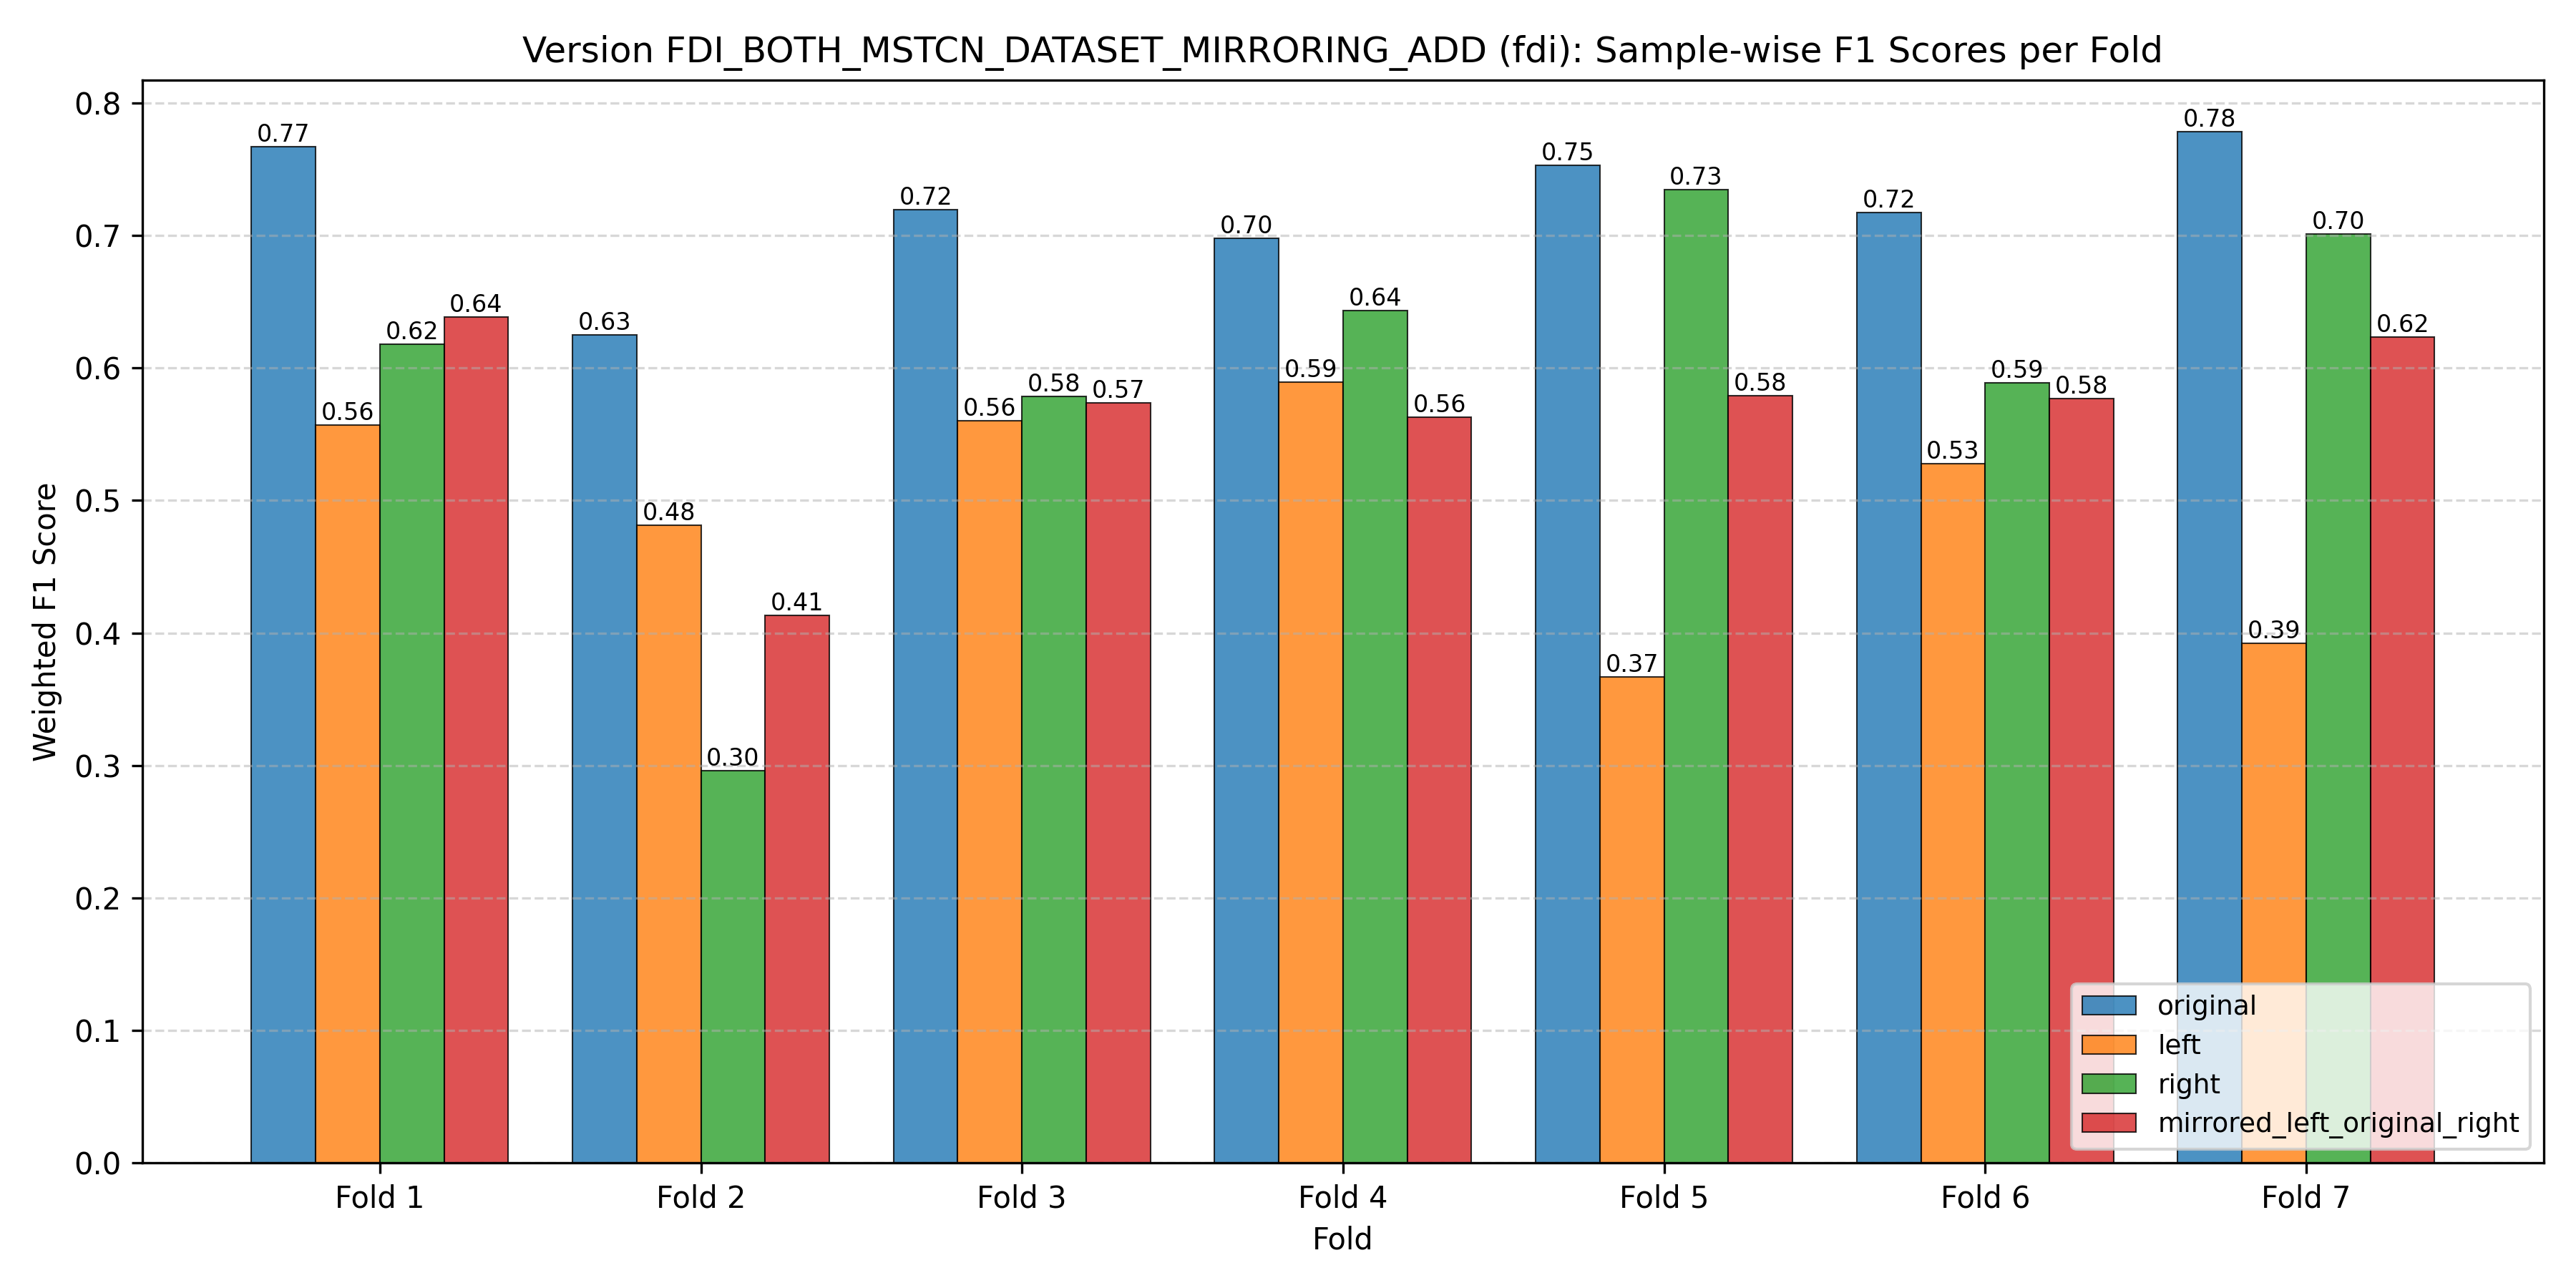 Version FDI_BOTH_MSTCN_DATASET_MIRRORING_ADD (fdi): Sample-wise F1 Scores per Fold
Weighted F1 Score
0.8
0.7
0.6
0.5
0.4
0.3
0.2
0.1
0.0
0.77
0.56
0.62
0.64
0.63
0.48
0.30
0.41
0.72
0.56
0.58
0.57
0.70
0.59
0.64
0.56
0.75
0.37
0.73
0.58
0.72
0.53
0.59
0.58
0.78
0.39
0.70
0.62
original
left
right
mirrored_left_original_right
Fold 1
Fold 2
Fold 3
Fold 4
Fold 5
Fold 6
Fold 7
Fold